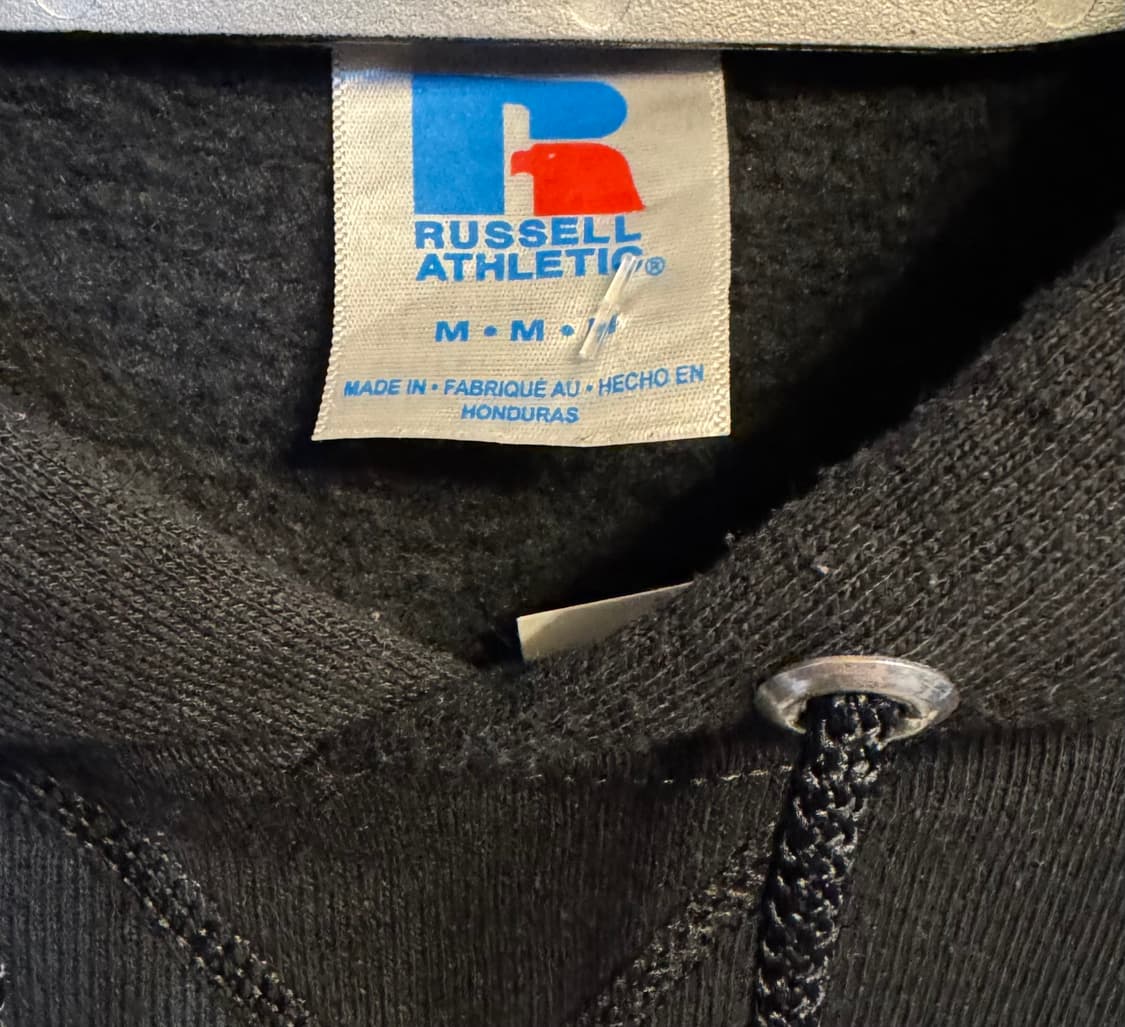 RUSSELL
ATHLETIC®
M • M •
MADE IN • FABRIQUÉ AU • HECHO EN
HONDURAS